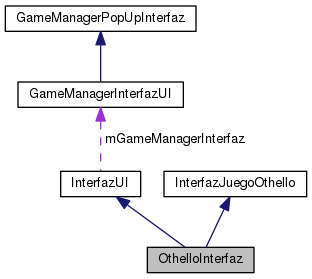 GameManagerPopUpInterfaz
GameManagerInterfazUI
mGameManagerInterfaz
InterfazUI
InterfazJuegoOthello
OthelloInterfaz